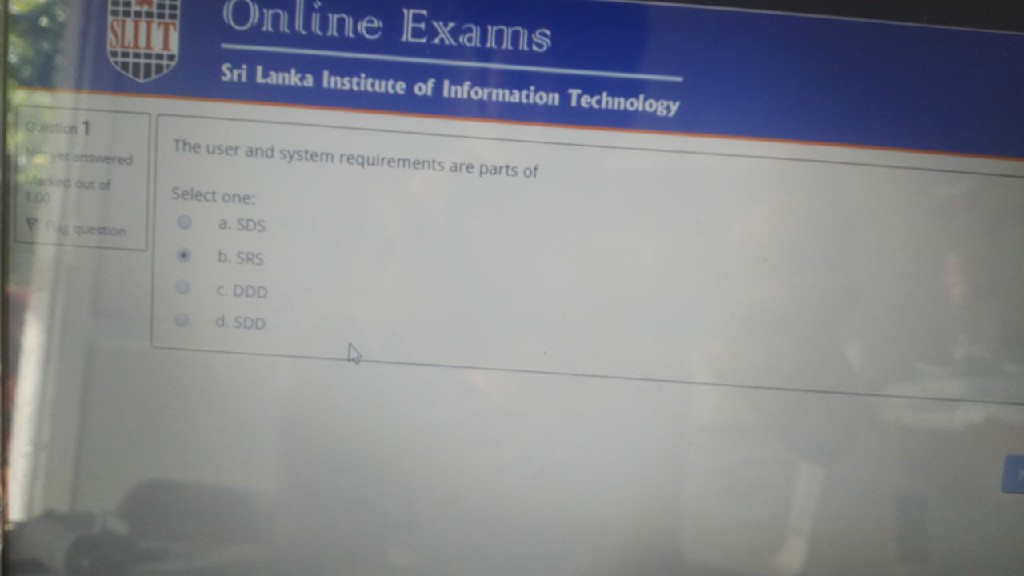 SLIIT
Online Exams
Sri Lanka Institute of Information Technology
Question 1
yet answered
Marked out of
1.00
Flag question
The user and system requirements are parts of
Select one:
a. SDS
b. SRS
c. DDD
d. SDD